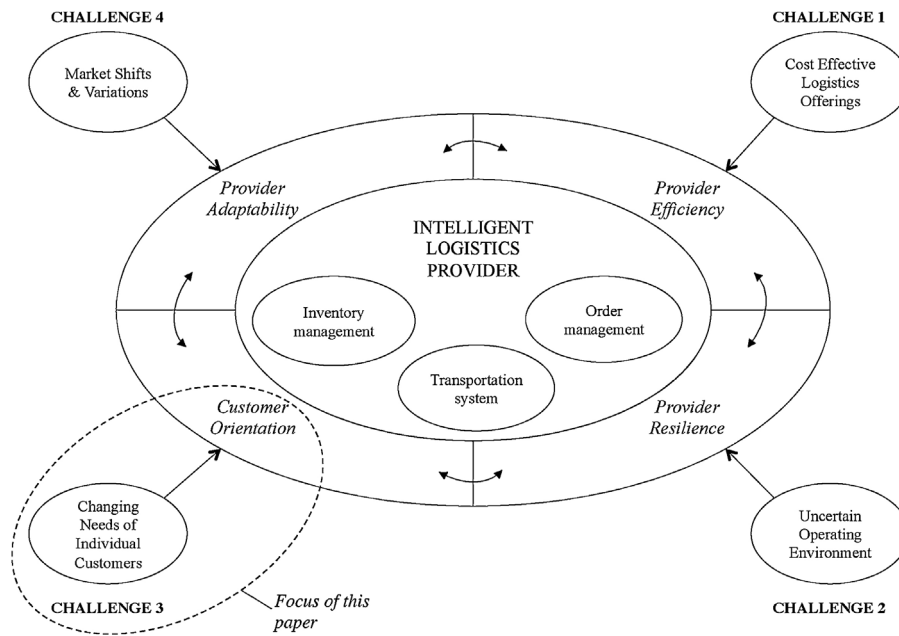 CHALLENGE 4
Market Shifts
& Variations
CHALLENGE 1
Cost Effective
Logistics
Offerings
Provider
Adaptability
Provider
Efficiency
INTELLIGENT
LOGISTICS
PROVIDER
Inventory
management
Order
management
Transportation
system
Customer
Orientation
Provider
Resilience
Changing
Needs of
Individual
Customers
CHALLENGE 3
Focus of this
paper
Uncertain
Operating
Environment
CHALLENGE 2